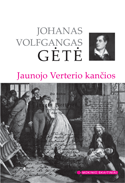 JOHANAS
VOLFGANGAS
GĖTĖ
Jaunojo Verterio kančios